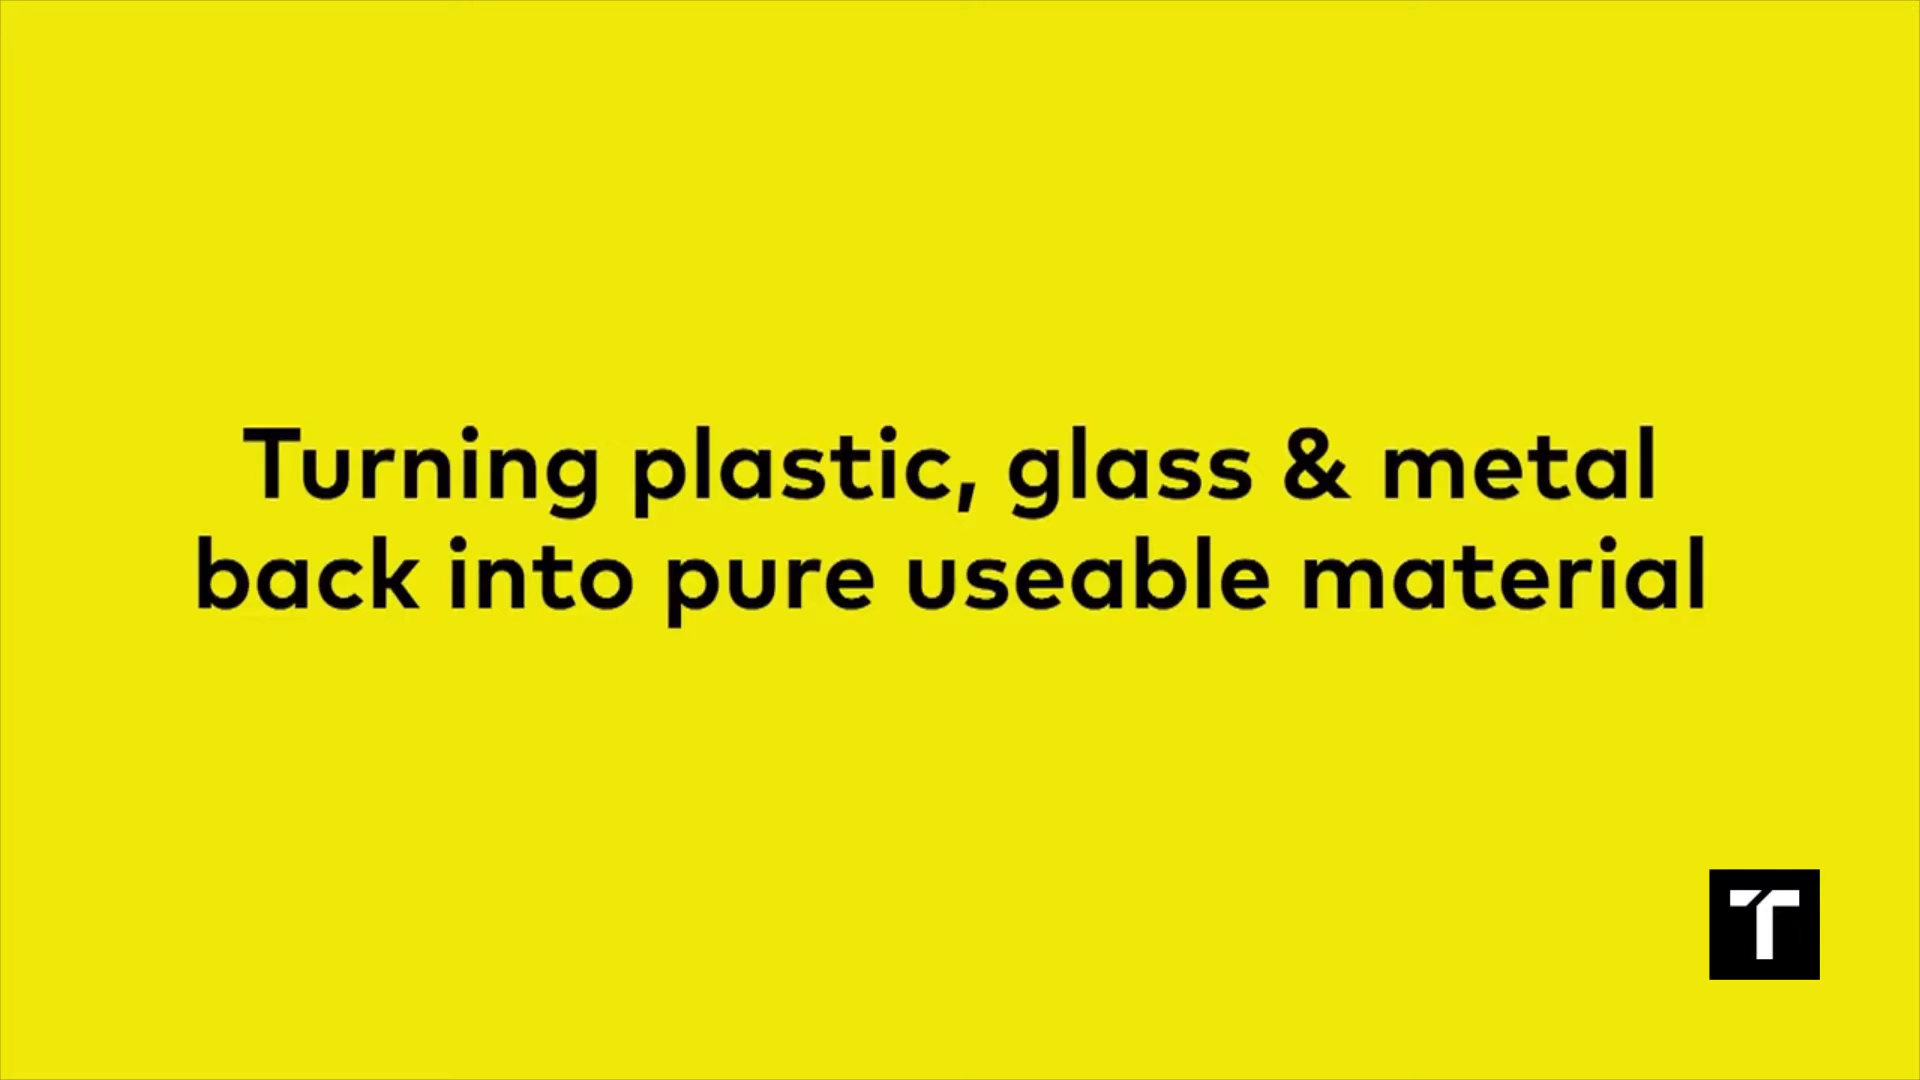 Turning plastic, glass & metal
back into pure useable material
T